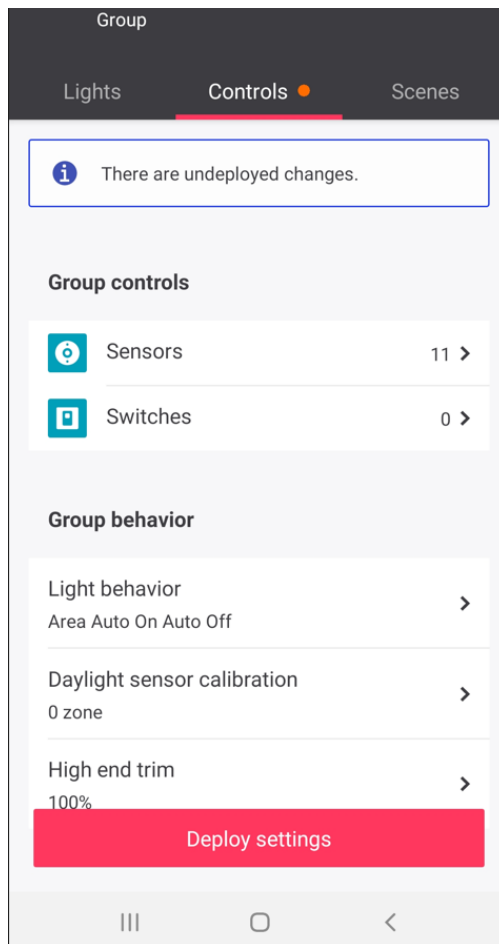 Group
Lights Controls Scenes
There are undeployed changes.
Group controls
Sensors 11
Switches 0
Group behavior
Light behavior
Area Auto On Auto Off
Daylight sensor calibration
0 zone
High end trim
100%
Deploy settings